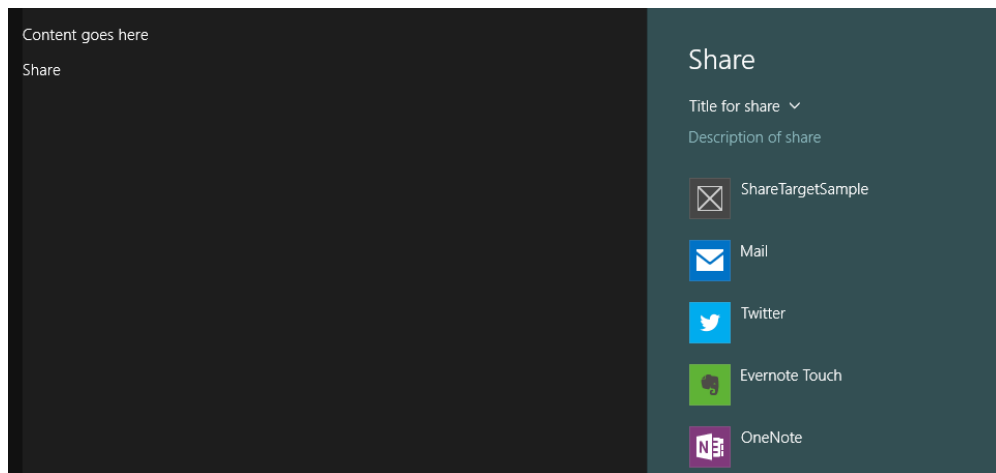 Content goes here
Share
Share
Title for share
Description of share
ShareTargetSample
Mail
Twitter
Evernote Touch
N
OneNote